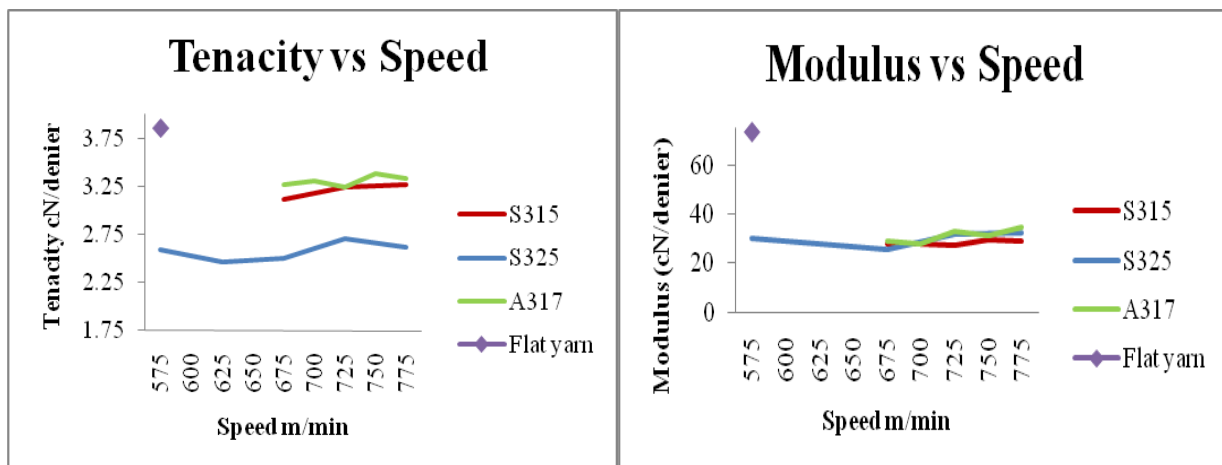 Tenacity vs Speed
Tenacity cN/denier
3.75
3.25
2.75
2.25
1.75
575
600
625
650
675
700
725
750
775
Speed m/min
S315
S325
A317
Flat yarn
Modulus vs Speed
Modulus (cN/denier)
60
40
20
0
575
600
625
650
675
700
725
750
775
Speed m/min
S315
S325
A317
Flat yarn